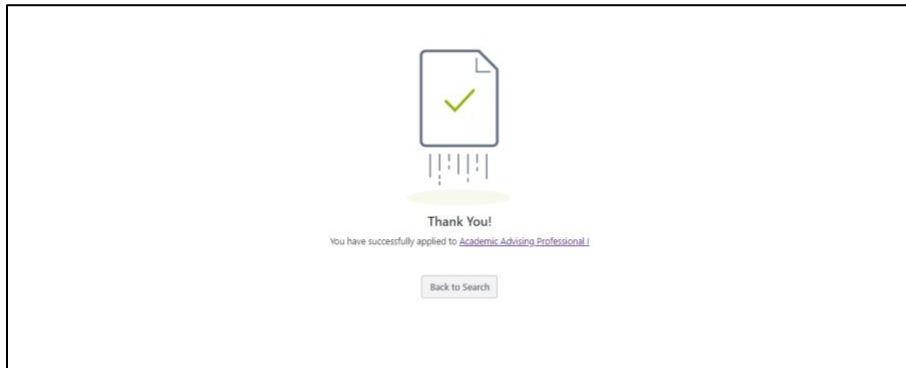 Thank You!
You have successfully applied to Academic Advising Professional I
Back to Search